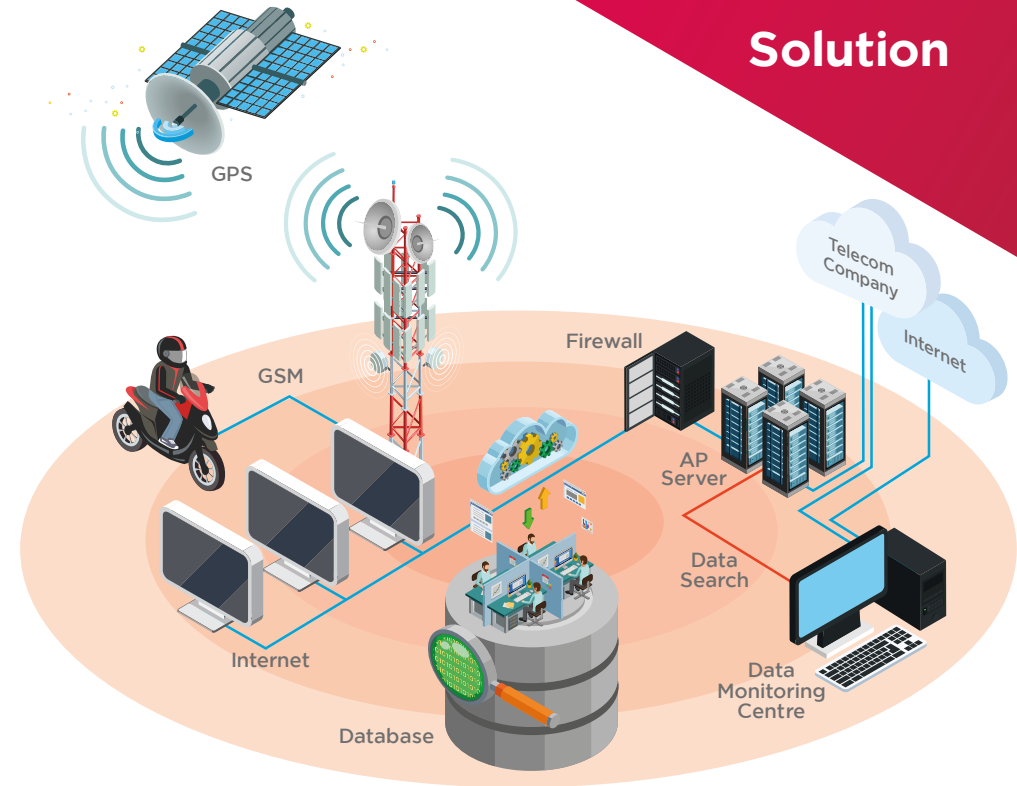 Solution
GPS
Telecom
Company
Internet
Firewall
GSM
AP
Server
Data
Search
Internet
Data
Monitoring
Centre
Database